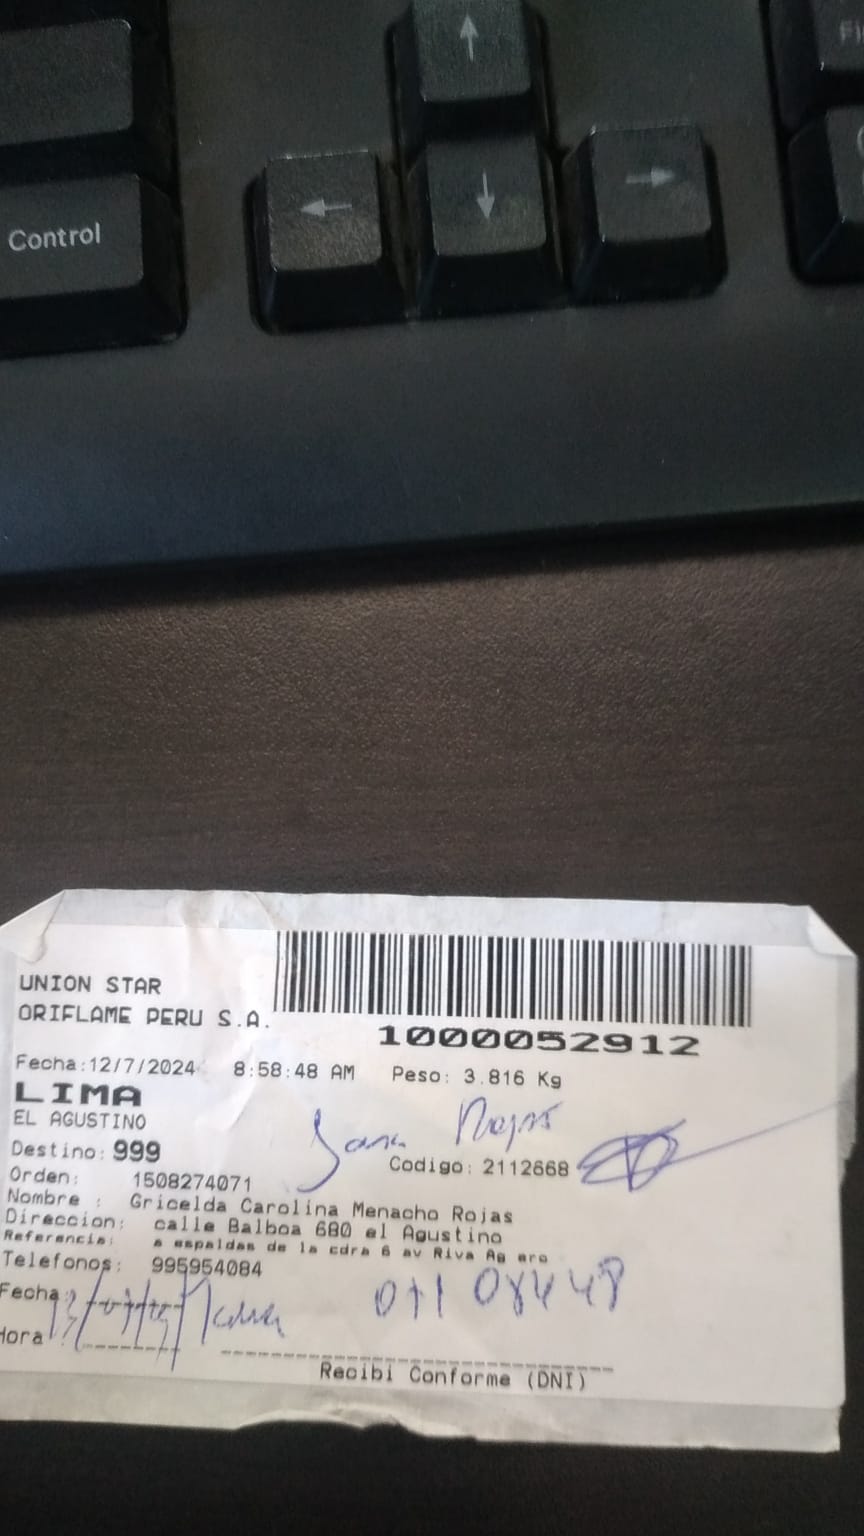 Control
UNION STAR
ORIFLAME PERU S.A.
1000052912
Fecha:12/7/2024 8:58:48 AM Peso: 3.816 Kg
LIMA
EL AGUSTINO
Destino: 999
Codigo: 2112668
Orden: 1508274071
Nombre : Gricelda Carolina Menacho Rojas
Direccion: calle Balboa 680 el Agustino
Referencia: a espaldas de la cdra 6 av Riva Ag ero
Telefonos: 995954084
Fecha:
Hora
Recibi Conforme (DNI)